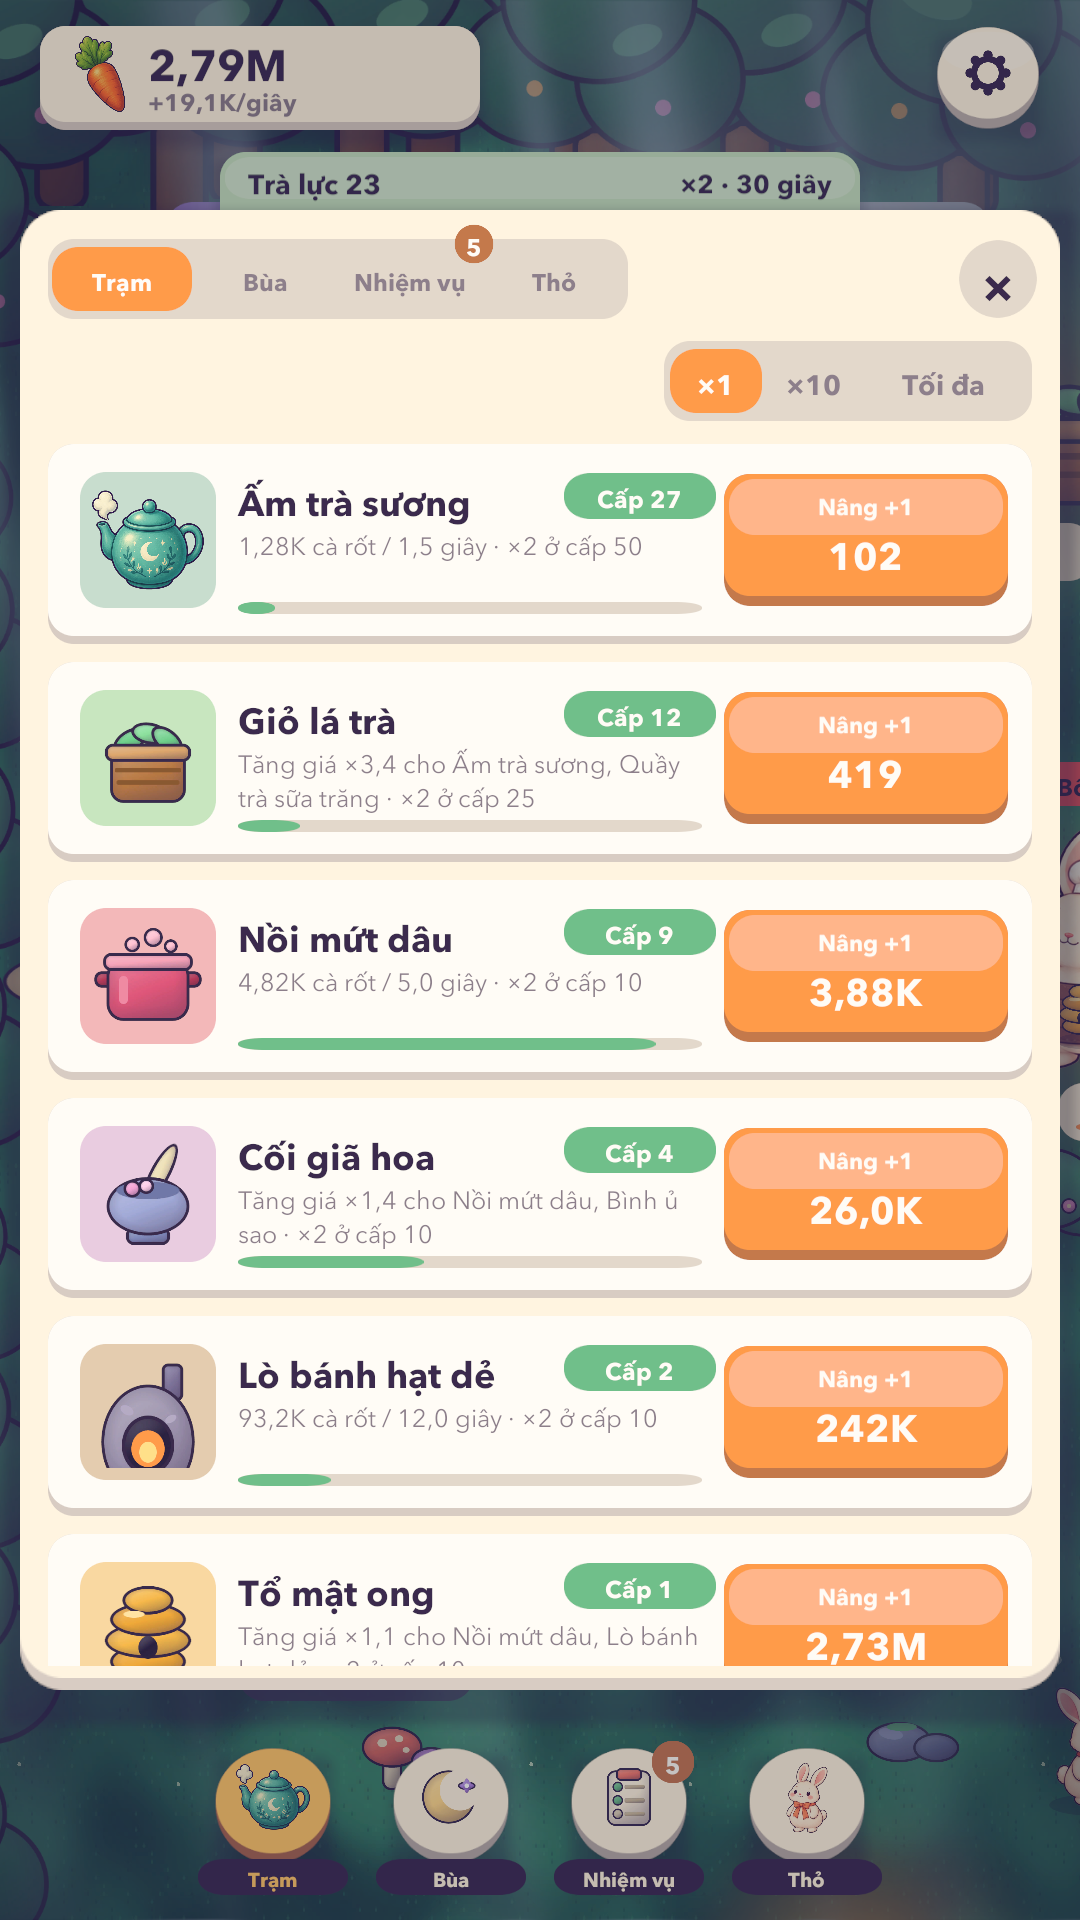 2,79M
+19,1K/giây
Trà lực 23
×2 · 30 giây
5
Trạm
Bùa
Nhiệm vụ
Thỏ
×1
×10
Tối đa
Ấm trà sương
Cấp 27
1,28K cà rốt / 1,5 giây · ×2 ở cấp 50
Nâng +1
102
Giỏ lá trà
Cấp 12
Tăng giá ×3,4 cho Ấm trà sương, Quầy
trà sữa trăng · ×2 ở cấp 25
Nâng +1
419
Nồi mứt dâu
Cấp 9
4,82K cà rốt / 5,0 giây · ×2 ở cấp 10
Nâng +1
3,88K
Cối giã hoa
Cấp 4
Tăng giá ×1,4 cho Nồi mứt dâu, Bình ủ
sao · ×2 ở cấp 10
Nâng +1
26,0K
Lò bánh hạt dẻ
Cấp 2
93,2K cà rốt / 12,0 giây · ×2 ở cấp 10
Nâng +1
242K
Tổ mật ong
Cấp 1
Tăng giá ×1,1 cho Nồi mứt dâu, Lò bánh
Nâng +1
2,73M
5
Trạm
Bùa
Nhiệm vụ
Thỏ